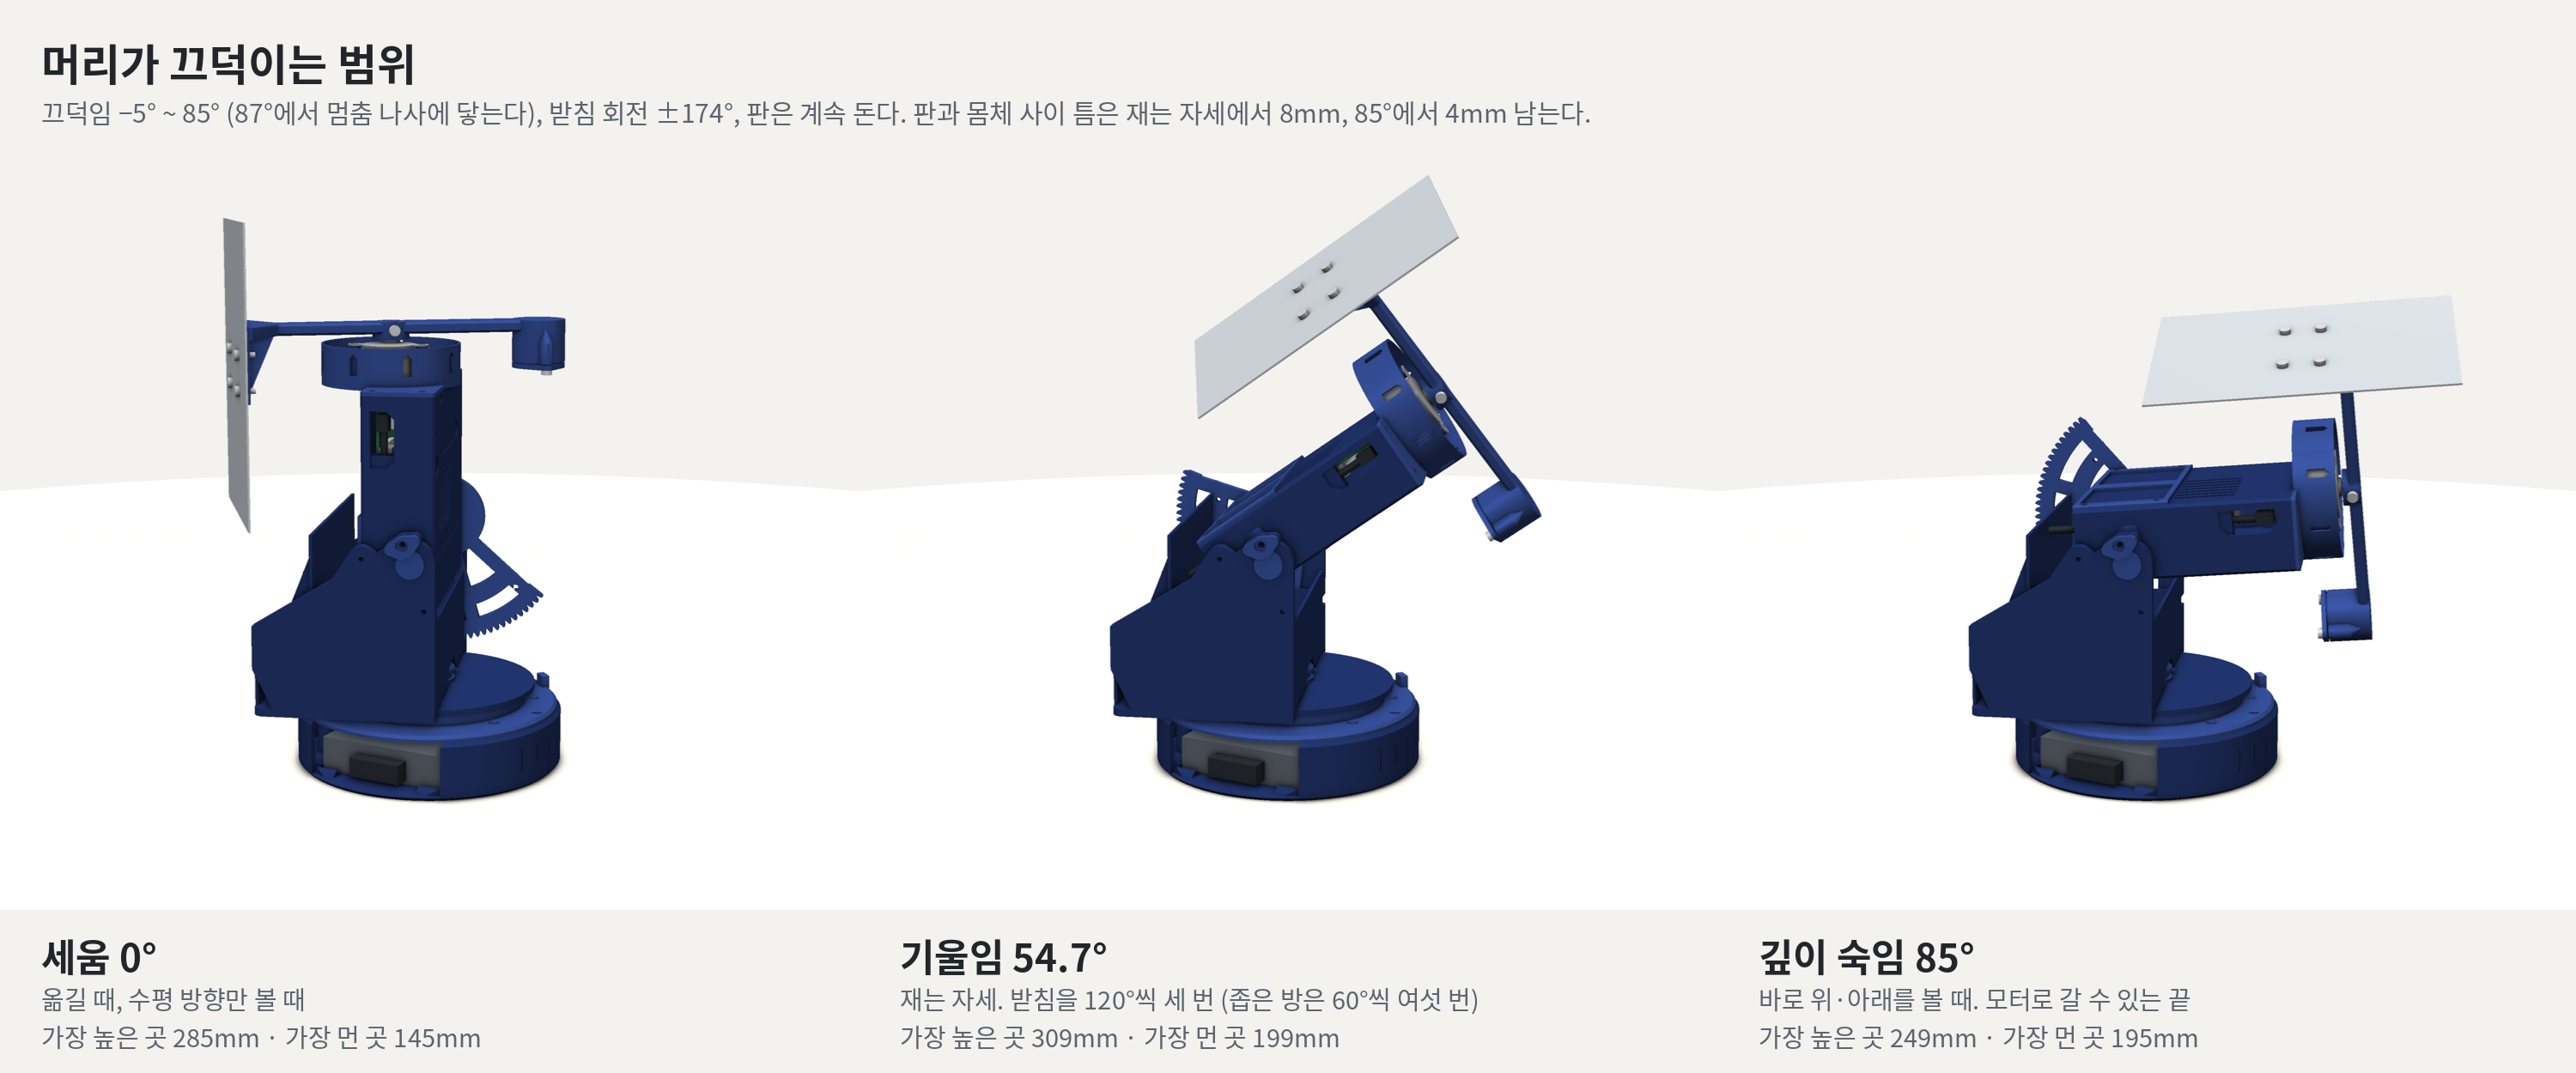 머리가 끄덕이는 범위
끄덕임 −5° ~ 85° (87°에서 멈춤 나사에 닿는다), 받침 회전 ±174°, 판은 계속 돈다. 판과 몸체 사이 틈은 재는 자세에서 8mm, 85°에서 4mm 남는다.
세움 0°
옮길 때, 수평 방향만 볼 때
가장 높은 곳 285mm · 가장 먼 곳 145mm
기울임 54.7°
재는 자세. 받침을 120°씩 세 번 (좁은 방은 60°씩 여섯 번)
가장 높은 곳 309mm · 가장 먼 곳 199mm
깊이 숙임 85°
바로 위·아래를 볼 때. 모터로 갈 수 있는 끝
가장 높은 곳 249mm · 가장 먼 곳 195mm